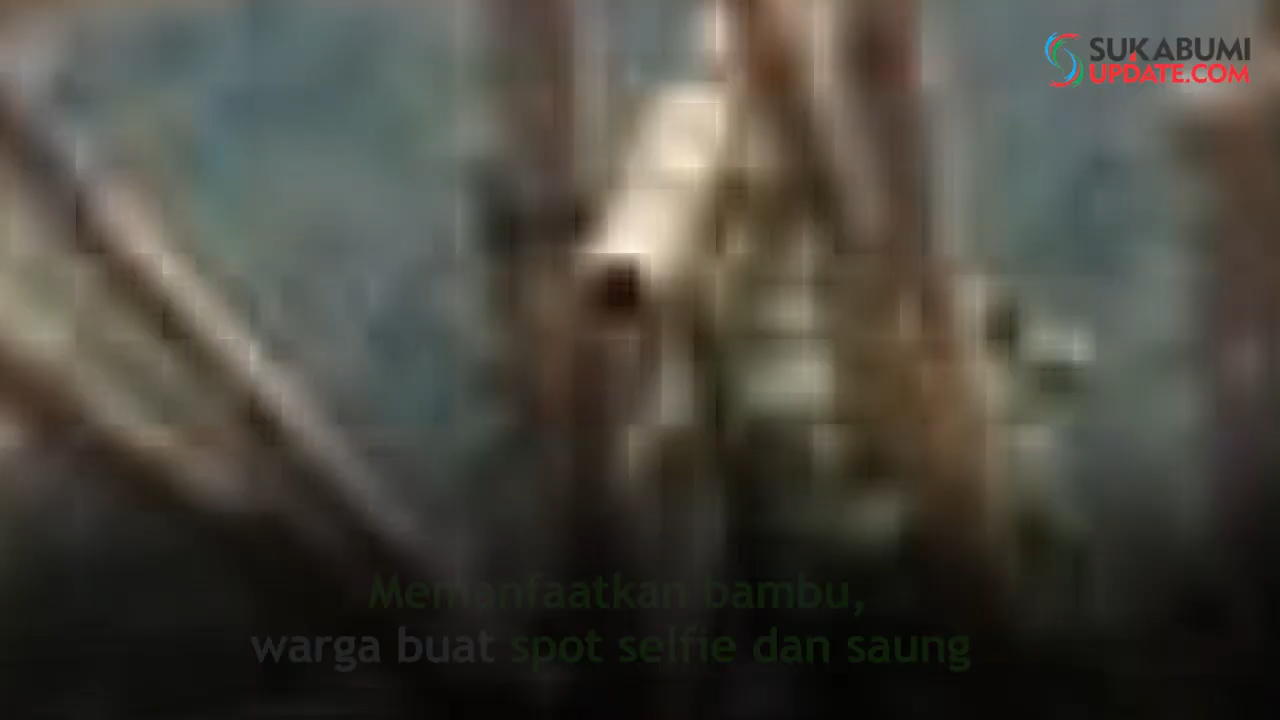 SUKABUMI
UPDATE.COM
Memanfaatkan bambu,
warga buat spot selfie dan saung